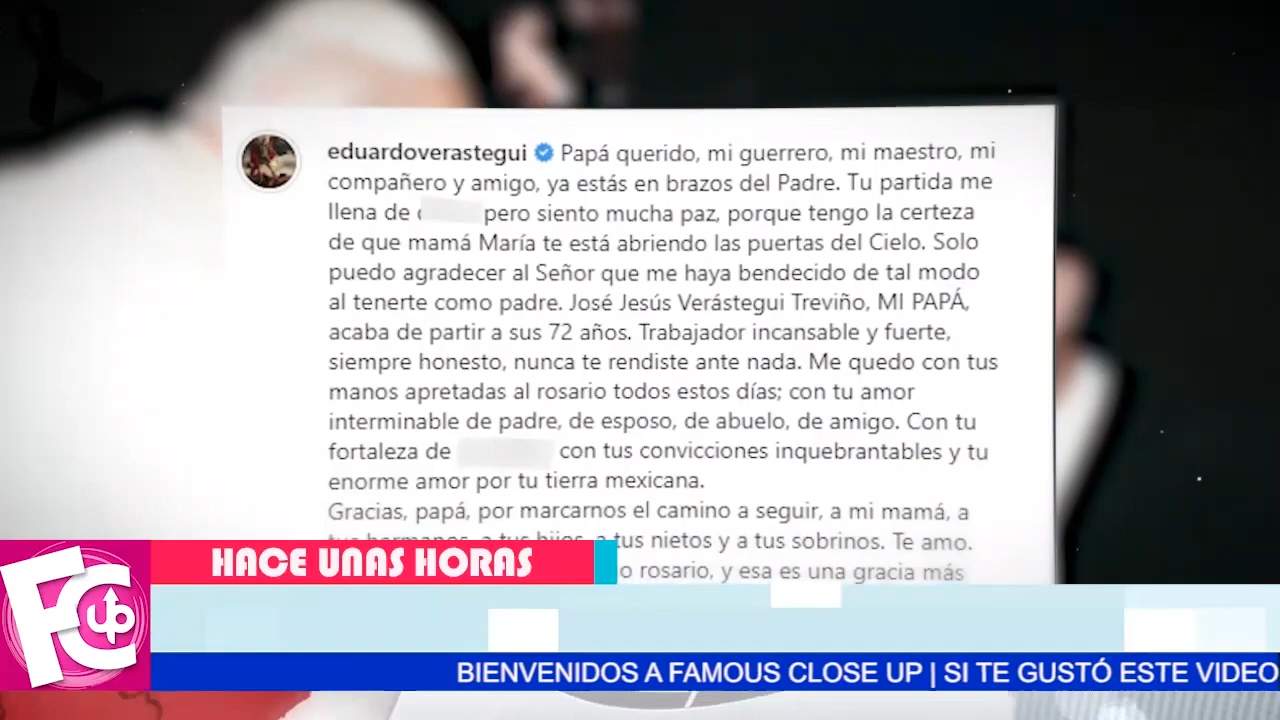 eduardoverastegui Papá querido, mi guerrero, mi maestro, mi
compañero y amigo, ya estás en brazos del Padre. Tu partida me
llena de pero siento mucha paz, porque tengo la certeza
de que mamá María te está abriendo las puertas del Cielo. Solo
puedo agradecer al Señor que me haya bendecido de tal modo
al tenerte como padre. José Jesús Verástegui Treviño, MI PAPÁ,
acaba de partir a sus 72 años. Trabajador incansable y fuerte,
siempre honesto, nunca te rendiste ante nada. Me quedo con tus
manos apretadas al rosario todos estos días; con tu amor
interminable de padre, de esposo, de abuelo, de amigo. Con tu
fortaleza de con tus convicciones inquebrantables y tu
enorme amor por tu tierra mexicana.
Gracias, papá, por marcarnos el camino a seguir, a mi mamá, a
tus hermanos, a tus hijos, a tus nietos y a tus sobrinos. Te amo.
o rosario, y esa es una gracia más
HACE UNAS HORAS
FC up
BIENVENIDOS A FAMOUS CLOSE UP | SI TE GUSTÓ ESTE VIDEO